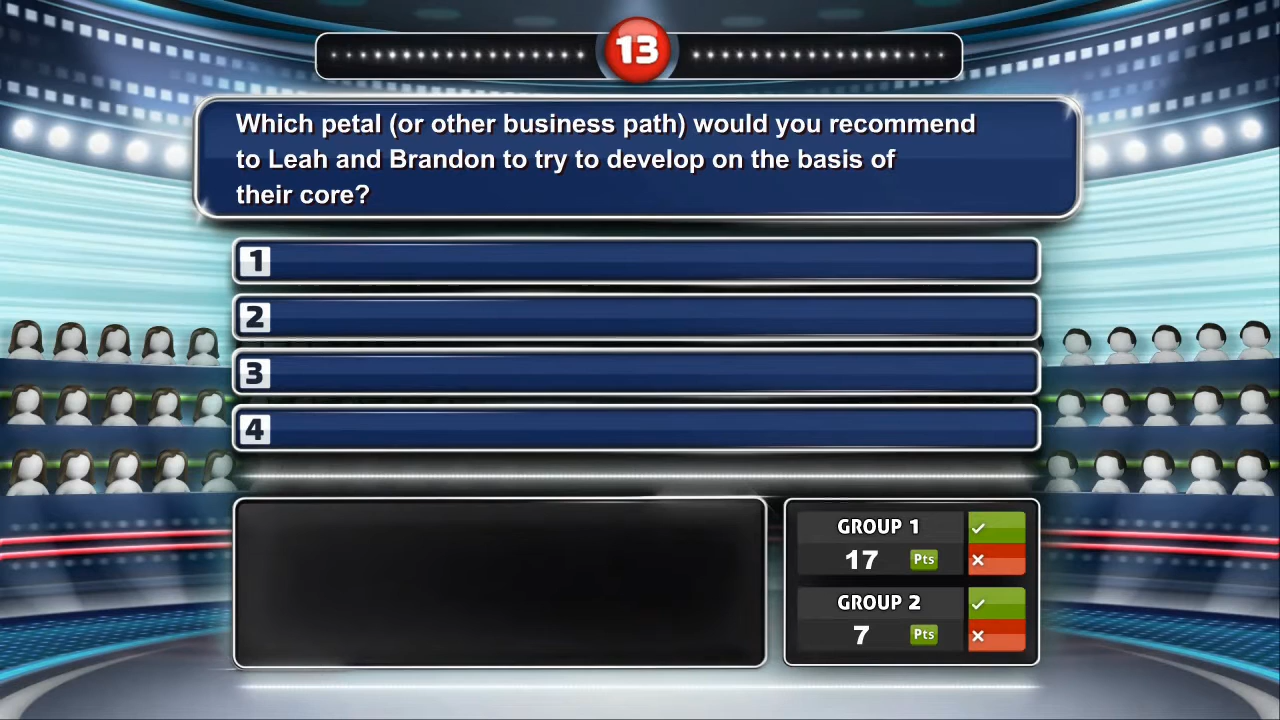 13
Which petal (or other business path) would you recommend
to Leah and Brandon to try to develop on the basis of
their core?
1
2
3
4
GROUP 1
17 Pts
GROUP 2
7 Pts